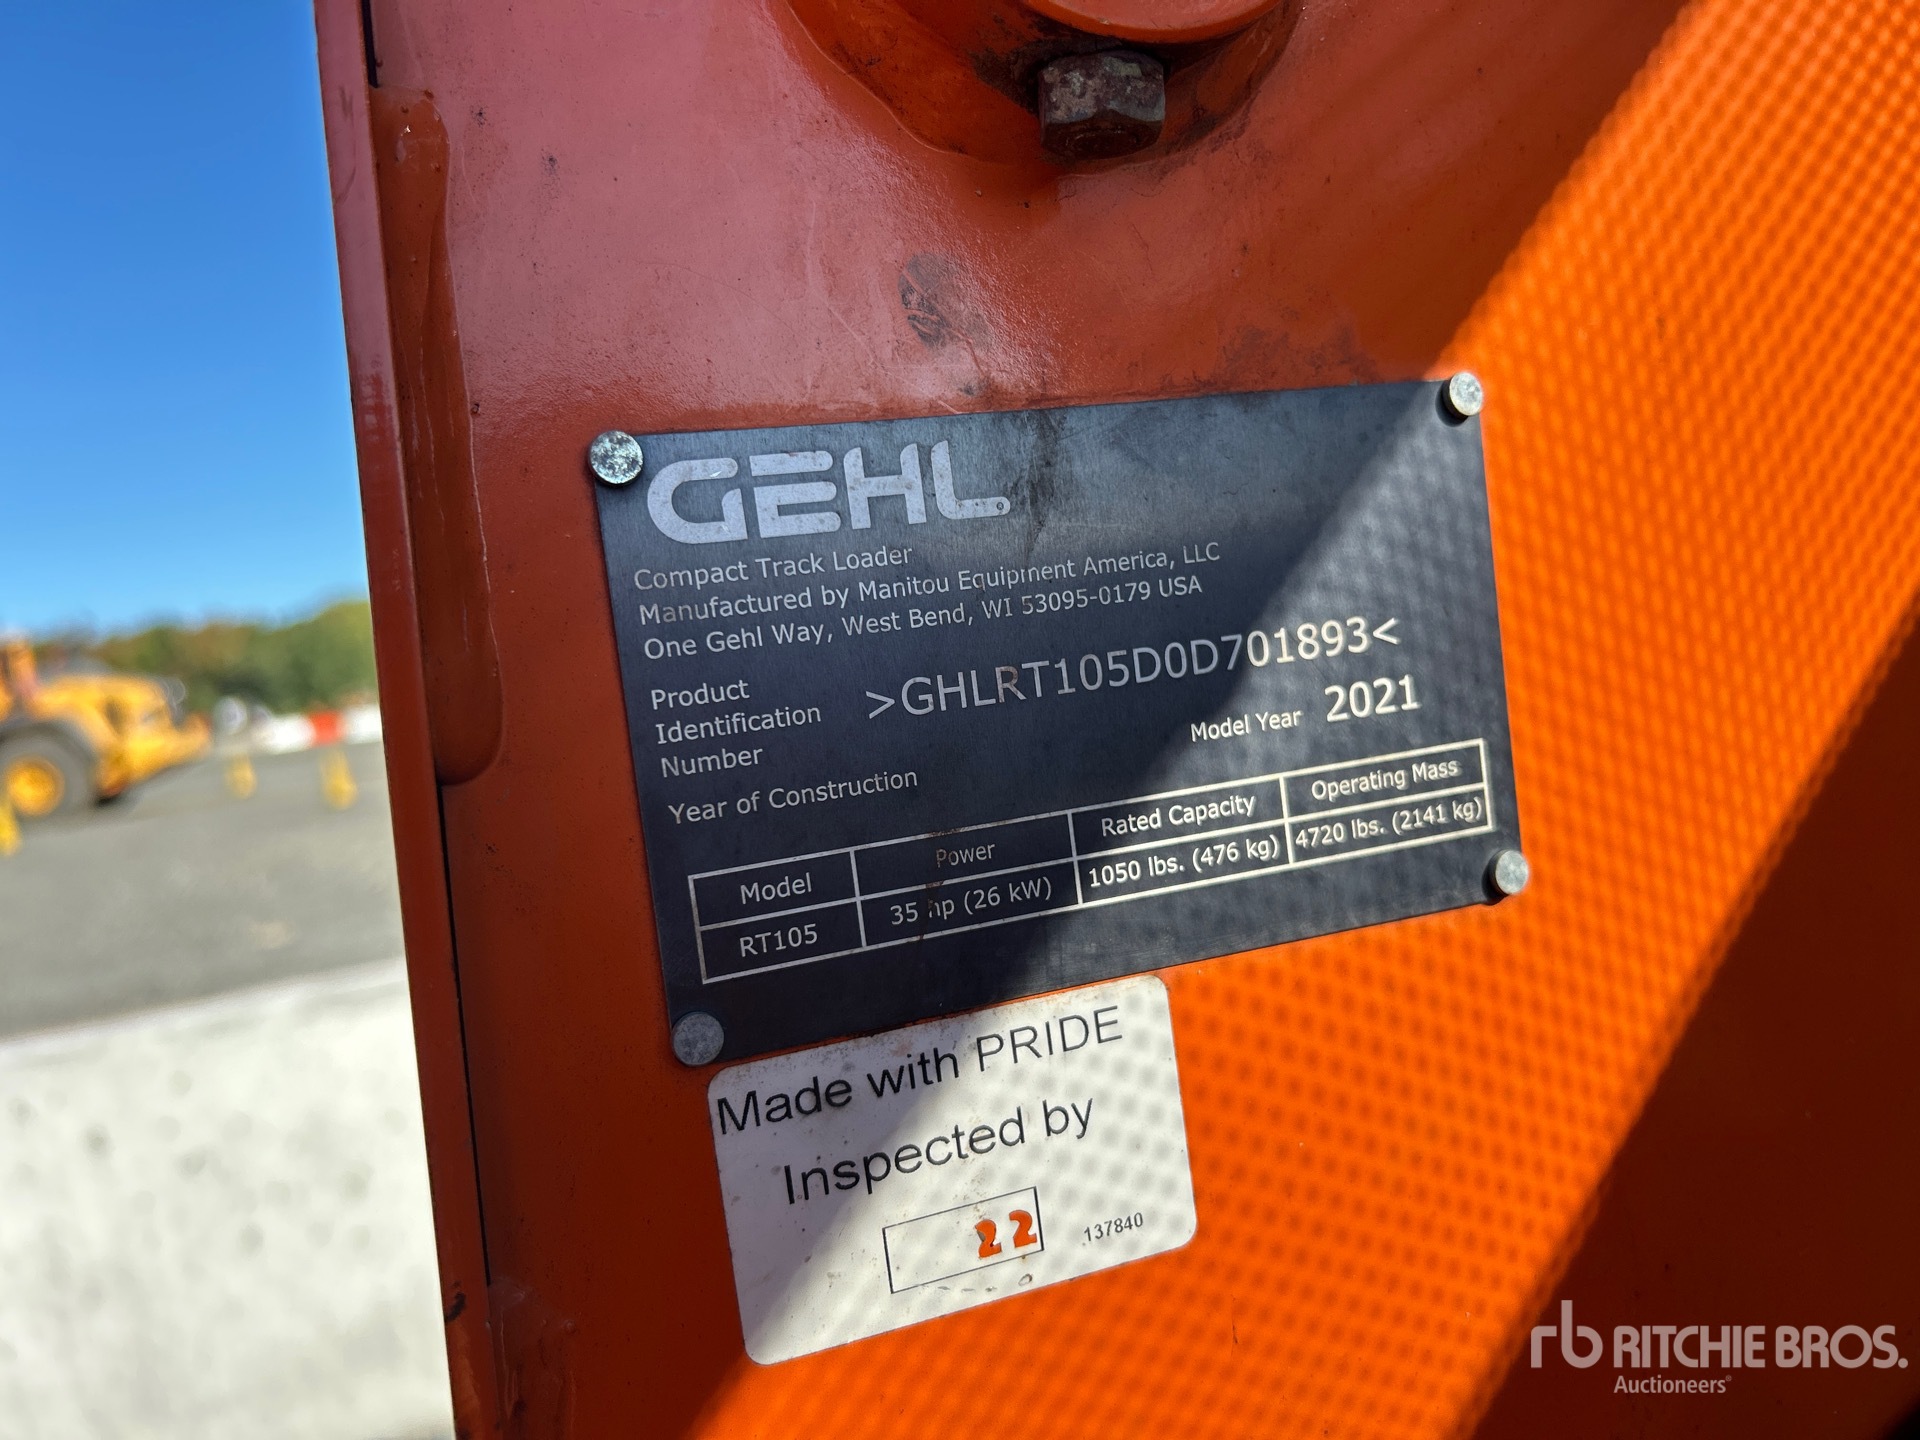 GEHL
Compact Track Loader
Manufactured by Manitou Equipment America, LLC
One Gehl Way, West Bend, WI 53095-0179 USA
Product
Identification
Number
>GHLRT105D0D701893<
Year of Construction
Model Year 2021
Model Power Rated Capacity Operating Mass
RT105 35 hp (26 kW) 1050 lbs. (476 kg) 4720 lbs. (2141 kg)
Made with PRIDE
Inspected by
22 137840
rb RITCHIE BROS.
Auctioneers